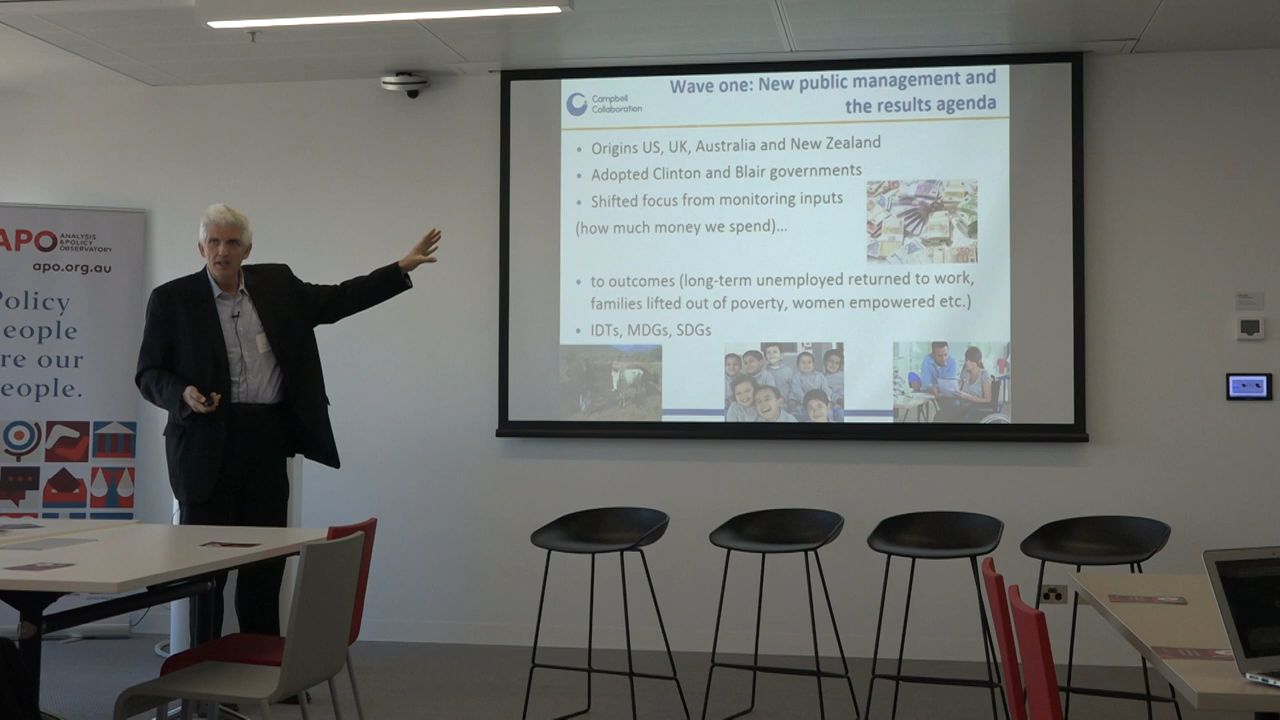 APO ANALYSIS
& POLICY
OBSERVATORY
apo.org.au
Policy
eople
re our
eople.
Campbell
Collaboration
Wave one: New public management and
the results agenda
• Origins US, UK, Australia and New Zealand
• Adopted Clinton and Blair governments
• Shifted focus from monitoring inputs
(how much money we spend)...
• to outcomes (long-term unemployed returned to work,
families lifted out of poverty, women empowered etc.)
• IDTs, MDGs, SDGs